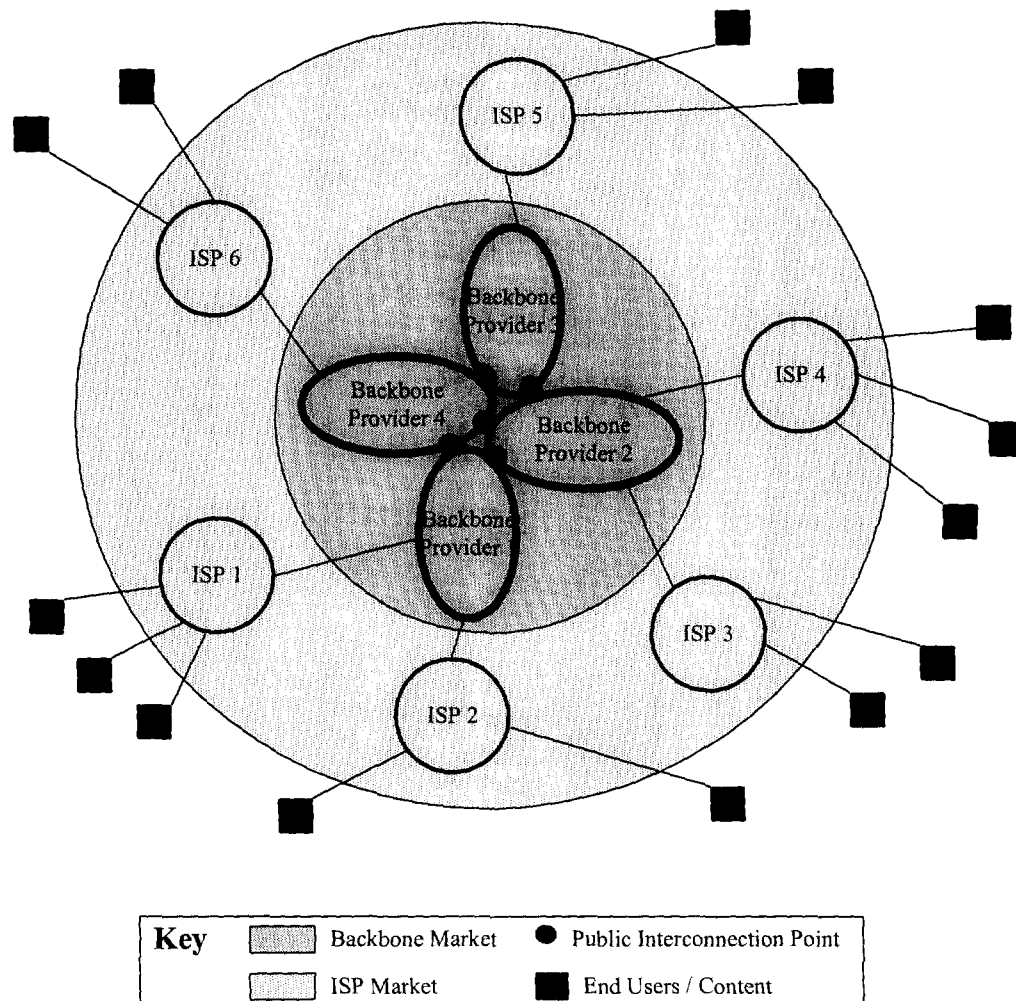 ISP 5
ISP 6
Backbone
Provider 3
ISP 4
Backbone
Provider 4
Backbone
Provider 2
Backbone
Provider
ISP 1
ISP 3
ISP 2
Key
Backbone Market
Public Interconnection Point
ISP Market
End Users / Content